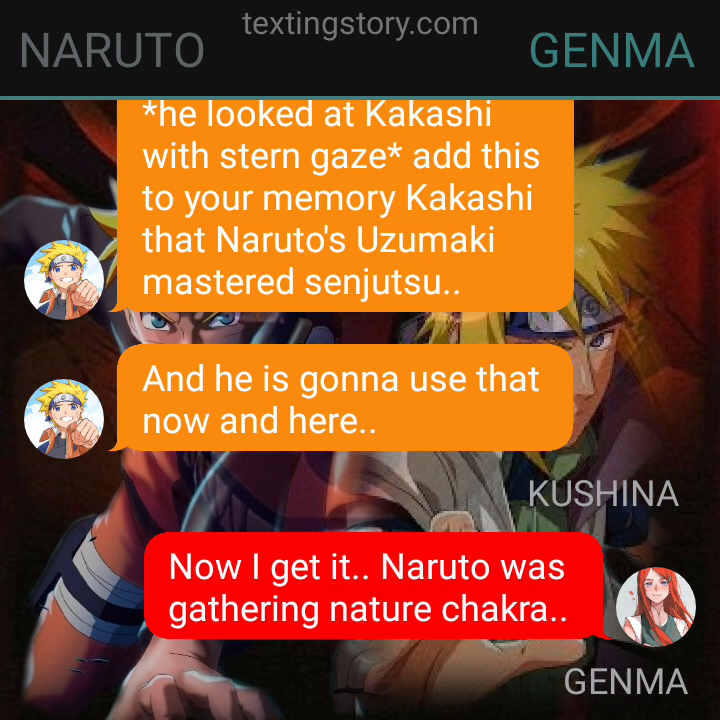 textingstory.com
NARUTO
GENMA
*he looked at Kakashi
with stern gaze* add this
to your memory Kakashi
that Naruto's Uzumaki
mastered senjutsu..
And he is gonna use that
now and here..
KUSHINA
Now I get it.. Naruto was
gathering nature chakra..
GENMA